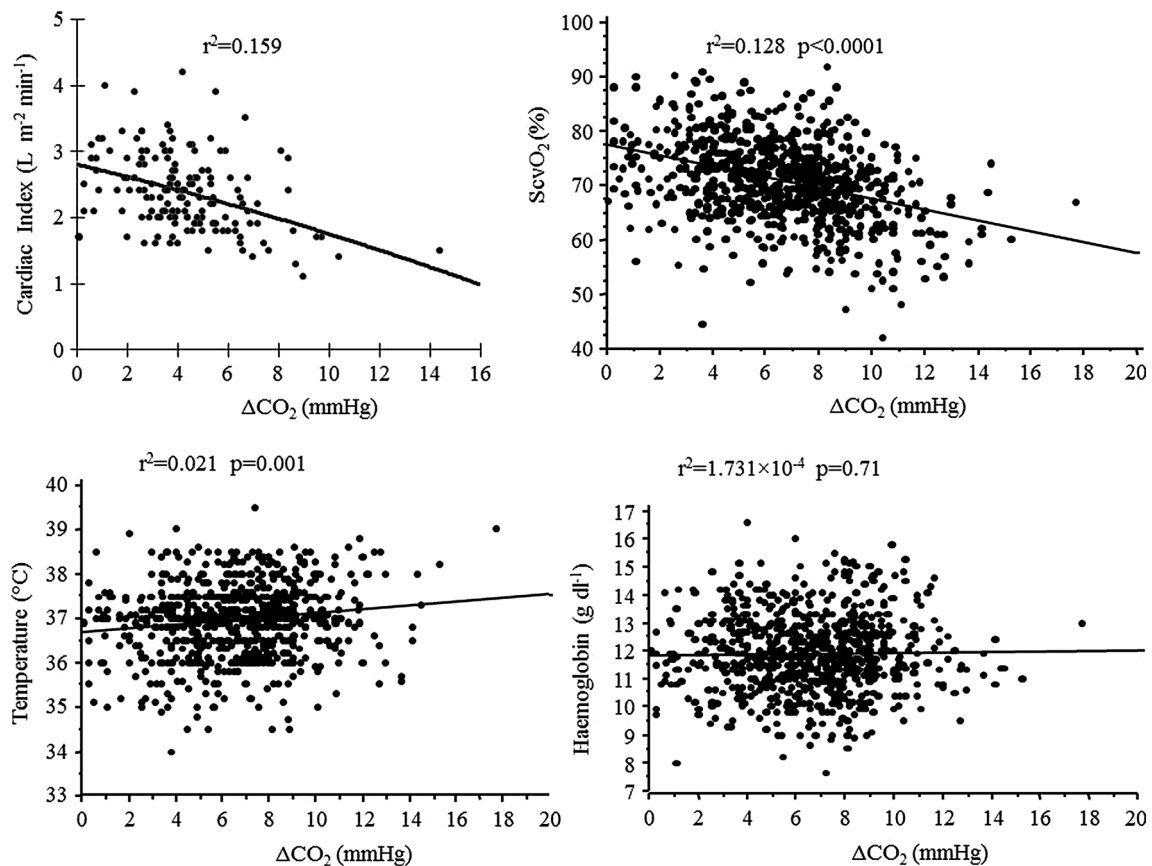 r²=0.159
5
4
3
2
1
0
Cardiac Index (L m⁻² min⁻¹)
0 2 4 6 8 10 12 14 16
ΔCO₂ (mmHg)
r²=0.128 p<0.0001
100
90
80
70
60
50
40
ScvO₂ (%)
0 2 4 6 8 10 12 14 16 18 20
ΔCO₂ (mmHg)
r²=0.021 p=0.001
40
39
38
37
36
35
34
33
Temperature (°C)
0 2 4 6 8 10 12 14 16 18 20
ΔCO₂ (mmHg)
r²=1.731×10⁻⁴ p=0.71
17
16
15
14
13
12
11
10
9
8
7
Haemoglobin (g dl⁻¹)
0 2 4 6 8 10 12 14 16 18 20
ΔCO₂ (mmHg)